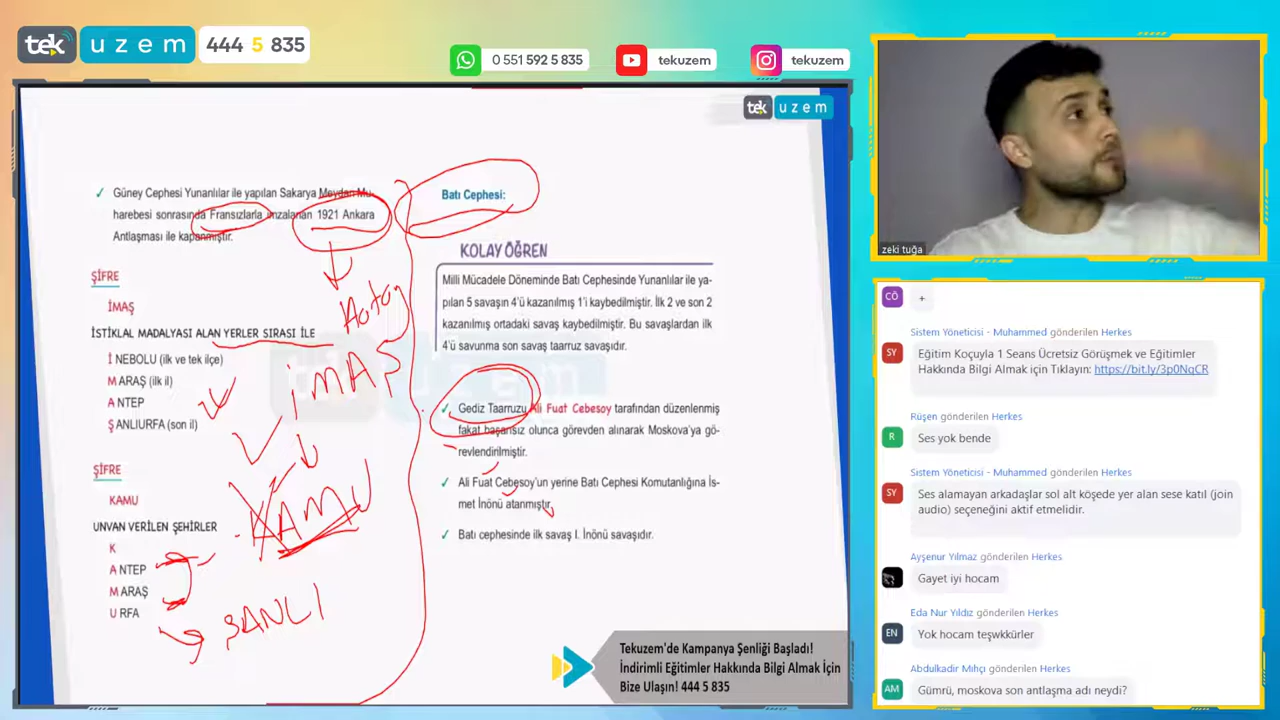 tek uzem 444 5 835
0 551 592 5 835
tekuzem
tekuzem
tek uzem
✓ Güney Cephesi Yunanlılar ile yapılan Sakarya Meydan Mu-
harebesi sonrasında Fransızlarla imzalanan 1921 Ankara
Antlaşması ile kapanmıştır.
ŞİFRE
İMAŞ
İSTİKLAL MADALYASI ALAN YERLER SIRASI İLE
İ NEBOLU (ilk ve tek ilçe)
M ARAŞ (ilk il)
A NTEP
Ş ANLIURFA (son il)
ŞİFRE
KAMU
UNVAN VERİLEN ŞEHİRLER
K
A NTEP
M ARAŞ
U RFA
Hatay
İMAŞ
KAMU
ŞANLI
Batı Cephesi:
KOLAY ÖĞREN
Milli Mücadele Döneminde Batı Cephesinde Yunanlılar ile ya-
pılan 5 savaşın 4'ü kazanılmış 1'i kaybedilmiştir. İlk 2 ve son 2
kazanılmış ortadaki savaş kaybedilmiştir. Bu savaşlardan ilk
4'ü savunma son savaş taarruz savaşıdır.
✓ Gediz Taarruzu Ali Fuat Cebesoy tarafından düzenlenmiş
fakat başarısız olunca görevden alınarak Moskova'ya gö-
revlendirilmiştir.
✓ Ali Fuat Cebesoy'un yerine Batı Cephesi Komutanlığına İs-
met İnönü atanmıştır.
✓ Batı cephesinde ilk savaş I. İnönü savaşıdır.
Tekuzem'de Kampanya Şenliği Başladı!
İndirimli Eğitimler Hakkında Bilgi Almak İçin
Bize Ulaşın! 444 5 835
zeki tuğa
CÖ +
Sistem Yöneticisi - Muhammed gönderilen Herkes
SY Eğitim Koçuyla 1 Seans Ücretsiz Görüşmek ve Eğitimler
Hakkında Bilgi Almak için Tıklayın: https://bit.ly/3p0NqCR
Rüşen gönderilen Herkes
R Ses yok bende
Sistem Yöneticisi - Muhammed gönderilen Herkes
SY Ses alamayan arkadaşlar sol alt köşede yer alan sese katıl (join
audio) seçeneğini aktif etmelidir.
Ayşenur Yılmaz gönderilen Herkes
Gayet iyi hocam
Eda Nur Yıldız gönderilen Herkes
EN Yok hocam teşwkkürler
Abdulkadir Mıhçı gönderilen Herkes
AM Gümrü, moskova son antlaşma adı neydi?